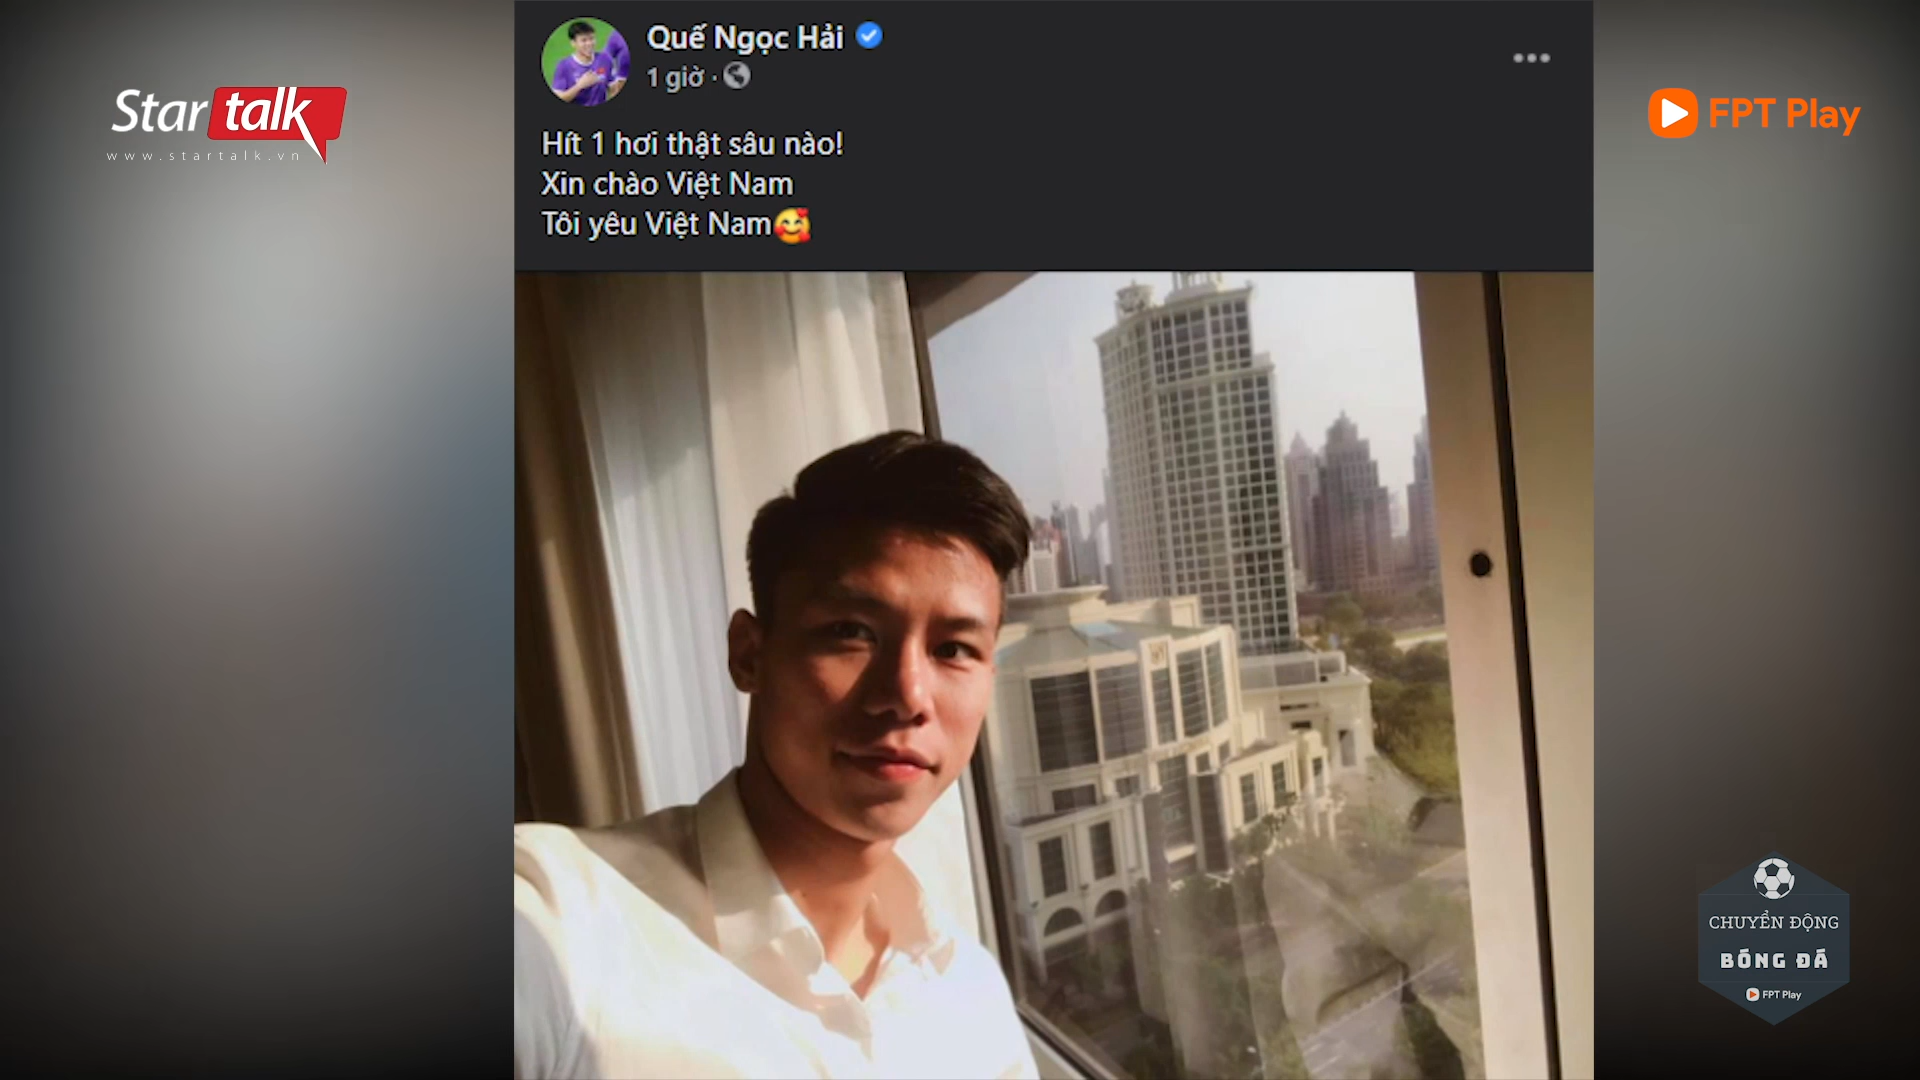 Quế Ngọc Hải
1 giờ ·
Star talk
www.startalk.vn
FPT Play
Hít 1 hơi thật sâu nào!
Xin chào Việt Nam
Tôi yêu Việt Nam🥰
CHUYỂN ĐỘNG
BÓNG ĐÁ
FPT Play